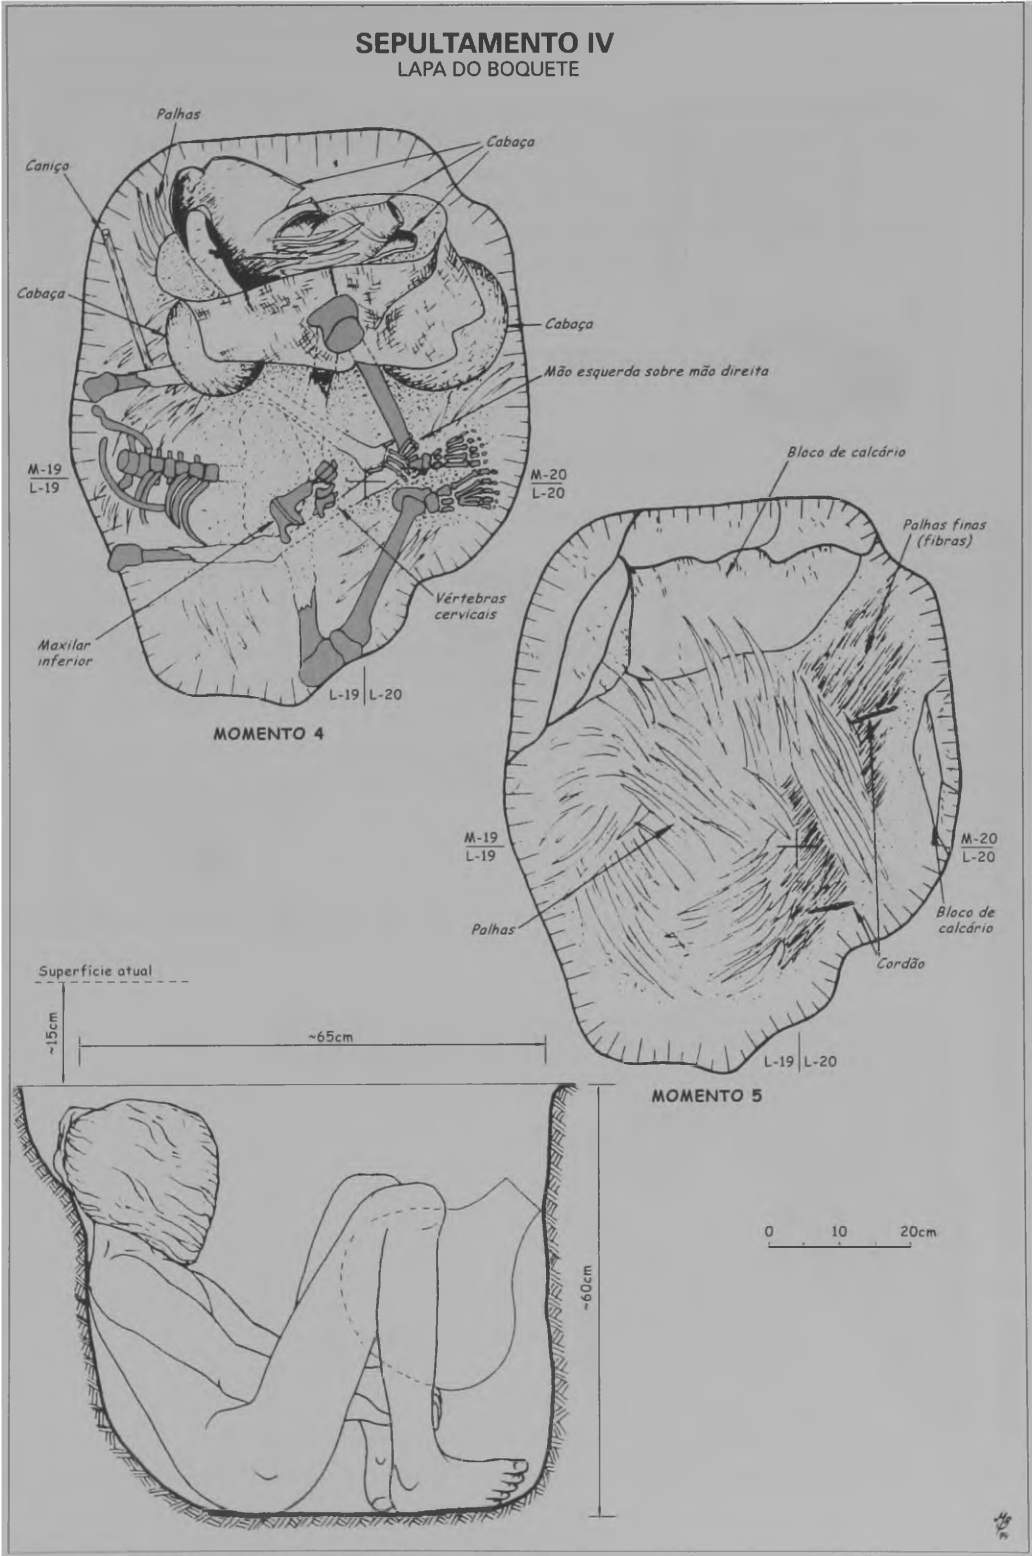 SEPULTAMENTO IV
LAPA DO BOQUETE
Palhas
Cabaça
Caniço
Cabaça
Cabaça
Mão esquerda sobre mão direita
M-19
L-19
M-20
L-20
Vértebras
cervicais
Maxilar
inferior
L-19 L-20
MOMENTO 4
Bloco de calcário
Palhas finas
(fibras)
M-19
L-19
M-20
L-20
Palhas
Bloco de
calcário
Cordão
L-19 L-20
MOMENTO 5
Superfície atual
~15cm
~65cm
~60cm
0 10 20cm